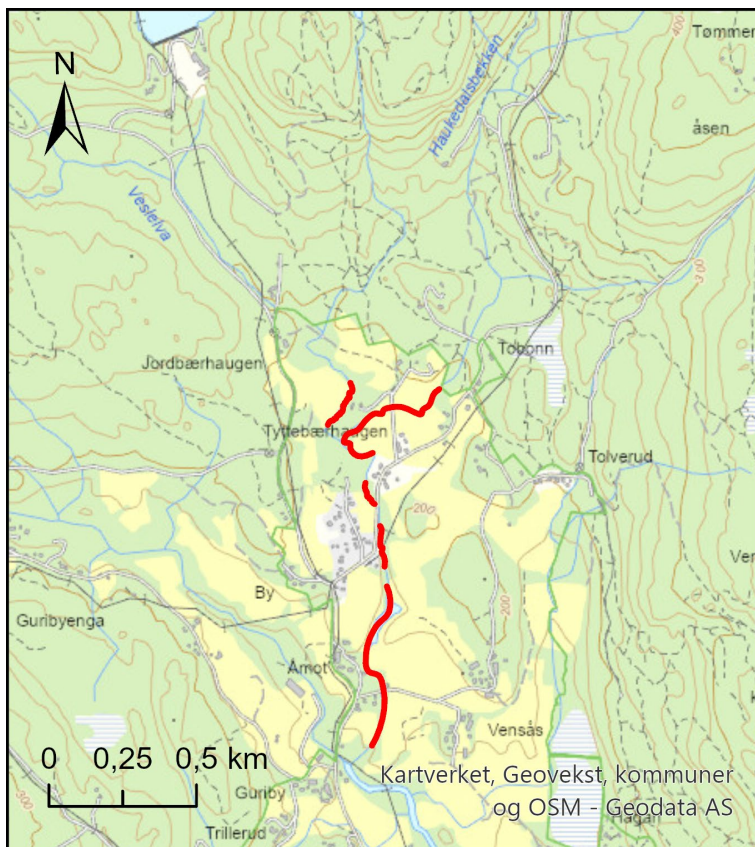 Tømmer
åsen
400
N
Haukedalsbekken
Veslelva
300
Jordbærhaugen
Tobonn
Tyttebærhaugen
Tolverud
200
By
Guribyenga
200
Åmot
Vensås
0 0,25 0,5 km
Kartverket, Geovekst, kommuner
og OSM - Geodata AS
Guriby
300
Trillerud
Hagan